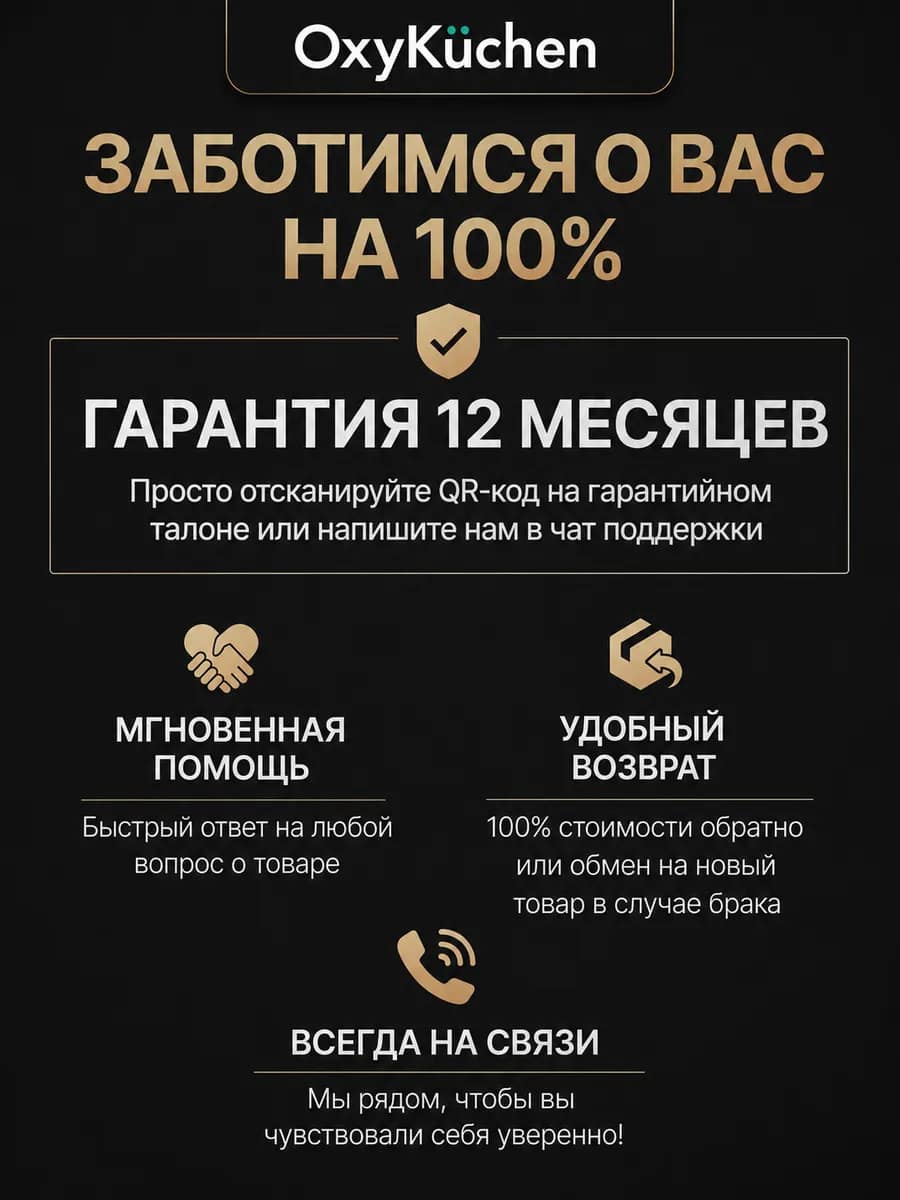 OxyKüchen
ЗАБОТИМСЯ О ВАС
НА 100%
ГАРАНТИЯ 12 МЕСЯЦЕВ
Просто отсканируйте QR-код на гарантийном
талоне или напишите нам в чат поддержки
МГНОВЕННАЯ
ПОМОЩЬ
Быстрый ответ на любой
вопрос о товаре
УДОБНЫЙ
ВОЗВРАТ
100% стоимости обратно
или обмен на новый
товар в случае брака
ВСЕГДА НА СВЯЗИ
Мы рядом, чтобы вы
чувствовали себя уверенно!